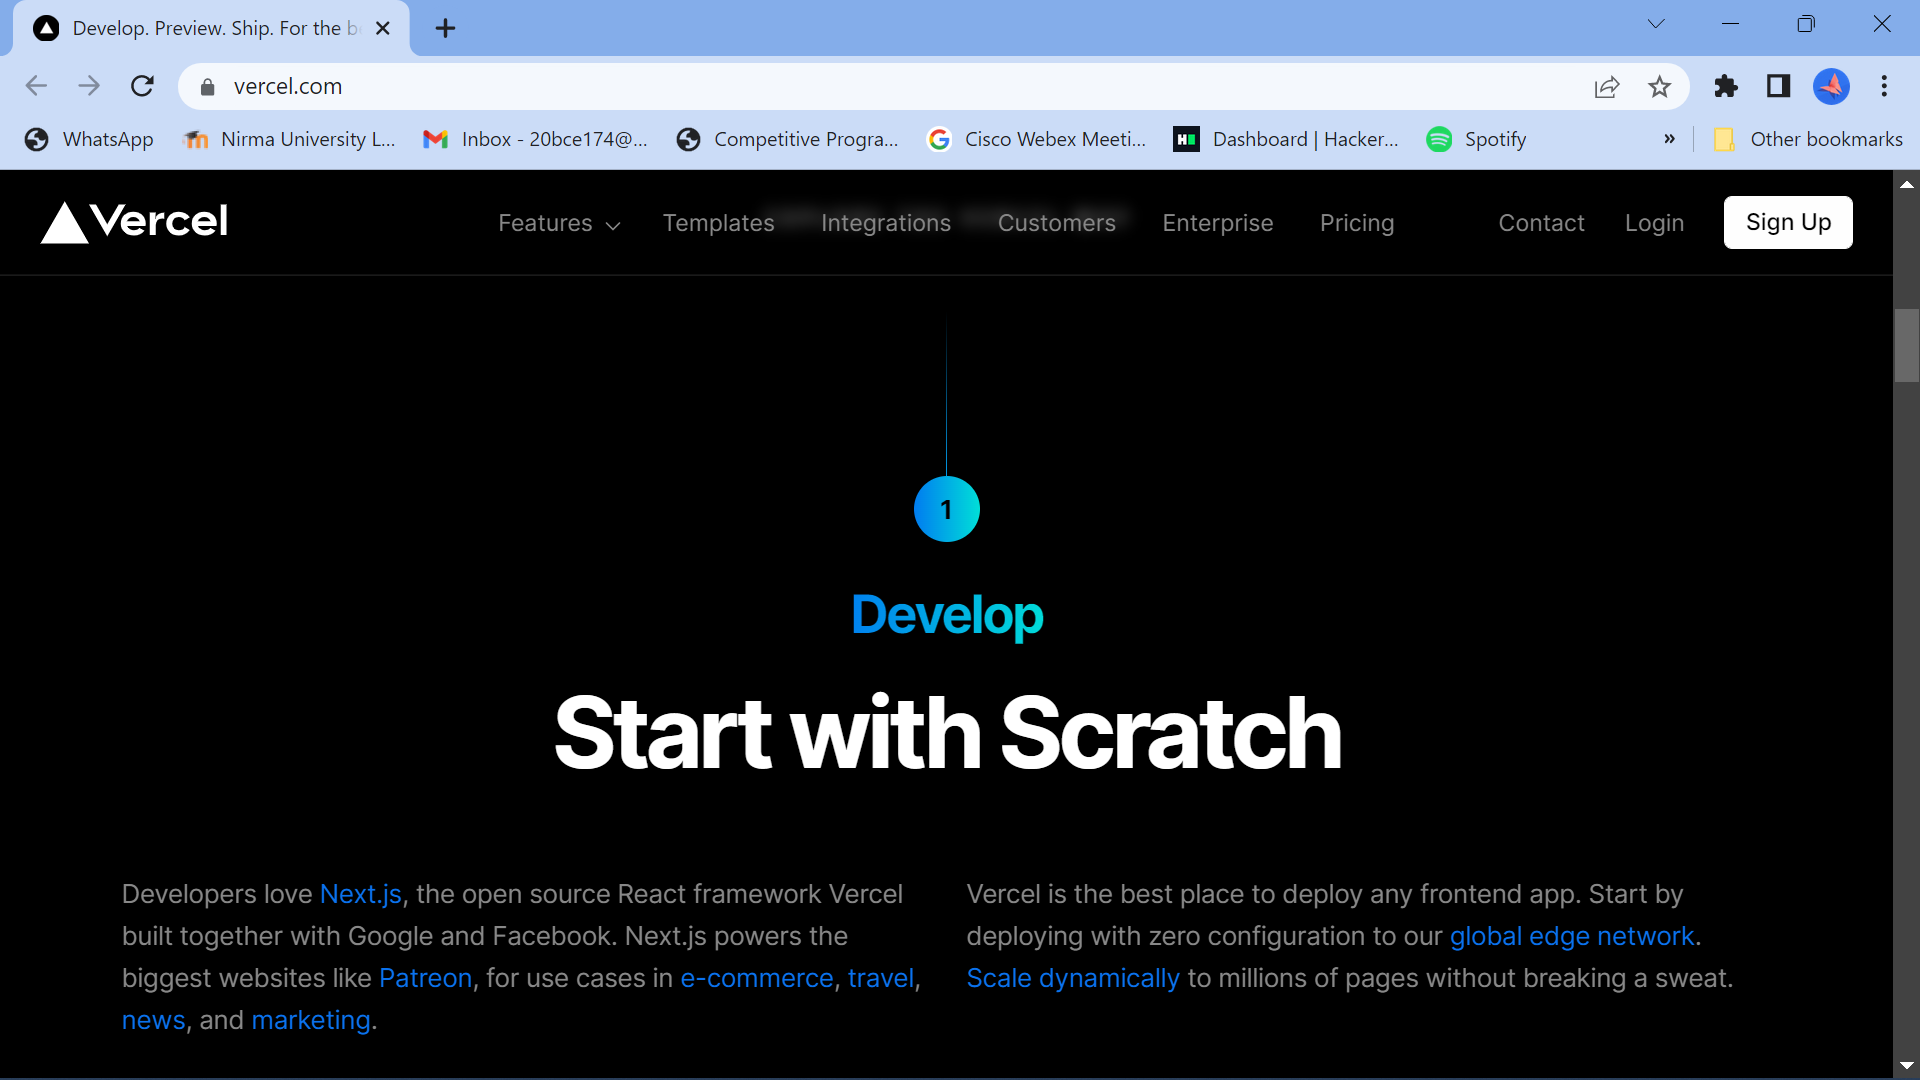 Develop. Preview. Ship. For the b
vercel.com
WhatsApp
Nirma University L...
Inbox - 20bce174@...
Competitive Progra...
Cisco Webex Meeti...
Dashboard | Hacker...
Spotify
»
Other bookmarks
Vercel
Features
Templates
Integrations
Customers
Enterprise
Pricing
Contact
Login
Sign Up
1
Develop
Start with Scratch
Developers love Next.js, the open source React framework Vercel
built together with Google and Facebook. Next.js powers the
biggest websites like Patreon, for use cases in e-commerce, travel,
news, and marketing.
Vercel is the best place to deploy any frontend app. Start by
deploying with zero configuration to our global edge network.
Scale dynamically to millions of pages without breaking a sweat.